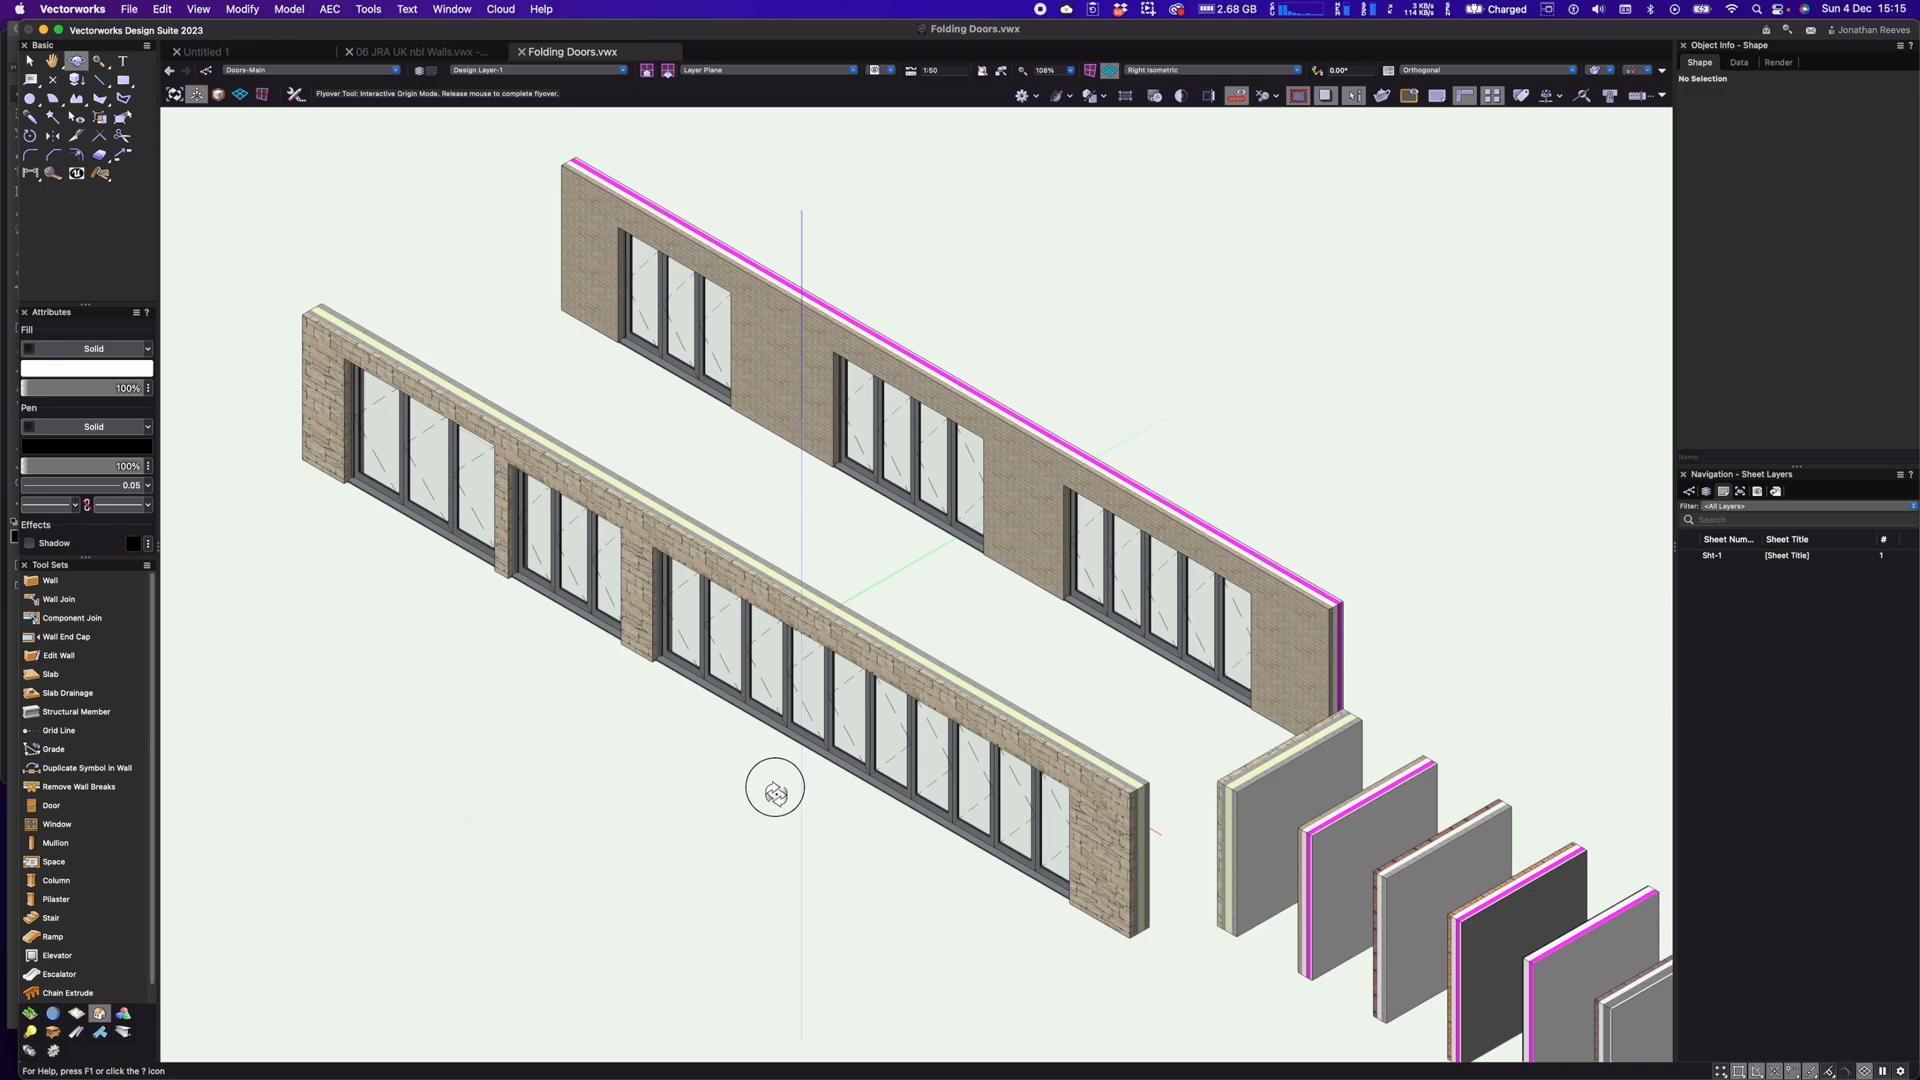 Vectorworks File Edit View Modify Model AEC Tools Text Window Cloud Help
2.68 GB 3 KB/s 114 KB/s Charged Sun 4 Dec 15:15
Vectorworks Design Suite 2023
Folding Doors.vwx
Jonathan Reeves
Basic
Untitled 1
06 JRA UK nbl Walls.vwx -...
Folding Doors.vwx
Doors-Main
Design Layer-1
Layer Plane
1:50
108%
Right Isometric
0.00°
Orthogonal
Flyover Tool: Interactive Origin Mode. Release mouse to complete flyover.
Object Info - Shape
Shape Data Render
No Selection
Name:
Attributes
Fill
Solid
100%
Pen
Solid
100%
0.05
Effects
Shadow
Tool Sets
Wall
Wall Join
Component Join
Wall End Cap
Edit Wall
Slab
Slab Drainage
Structural Member
Grid Line
Grade
Duplicate Symbol in Wall
Remove Wall Breaks
Door
Window
Mullion
Space
Column
Pilaster
Stair
Ramp
Elevator
Escalator
Chain Extrude
Navigation - Sheet Layers
Filter: <All Layers>
Search
Sheet Num... Sheet Title #
Sht-1 [Sheet Title] 1
For Help, press F1 or click the ? icon